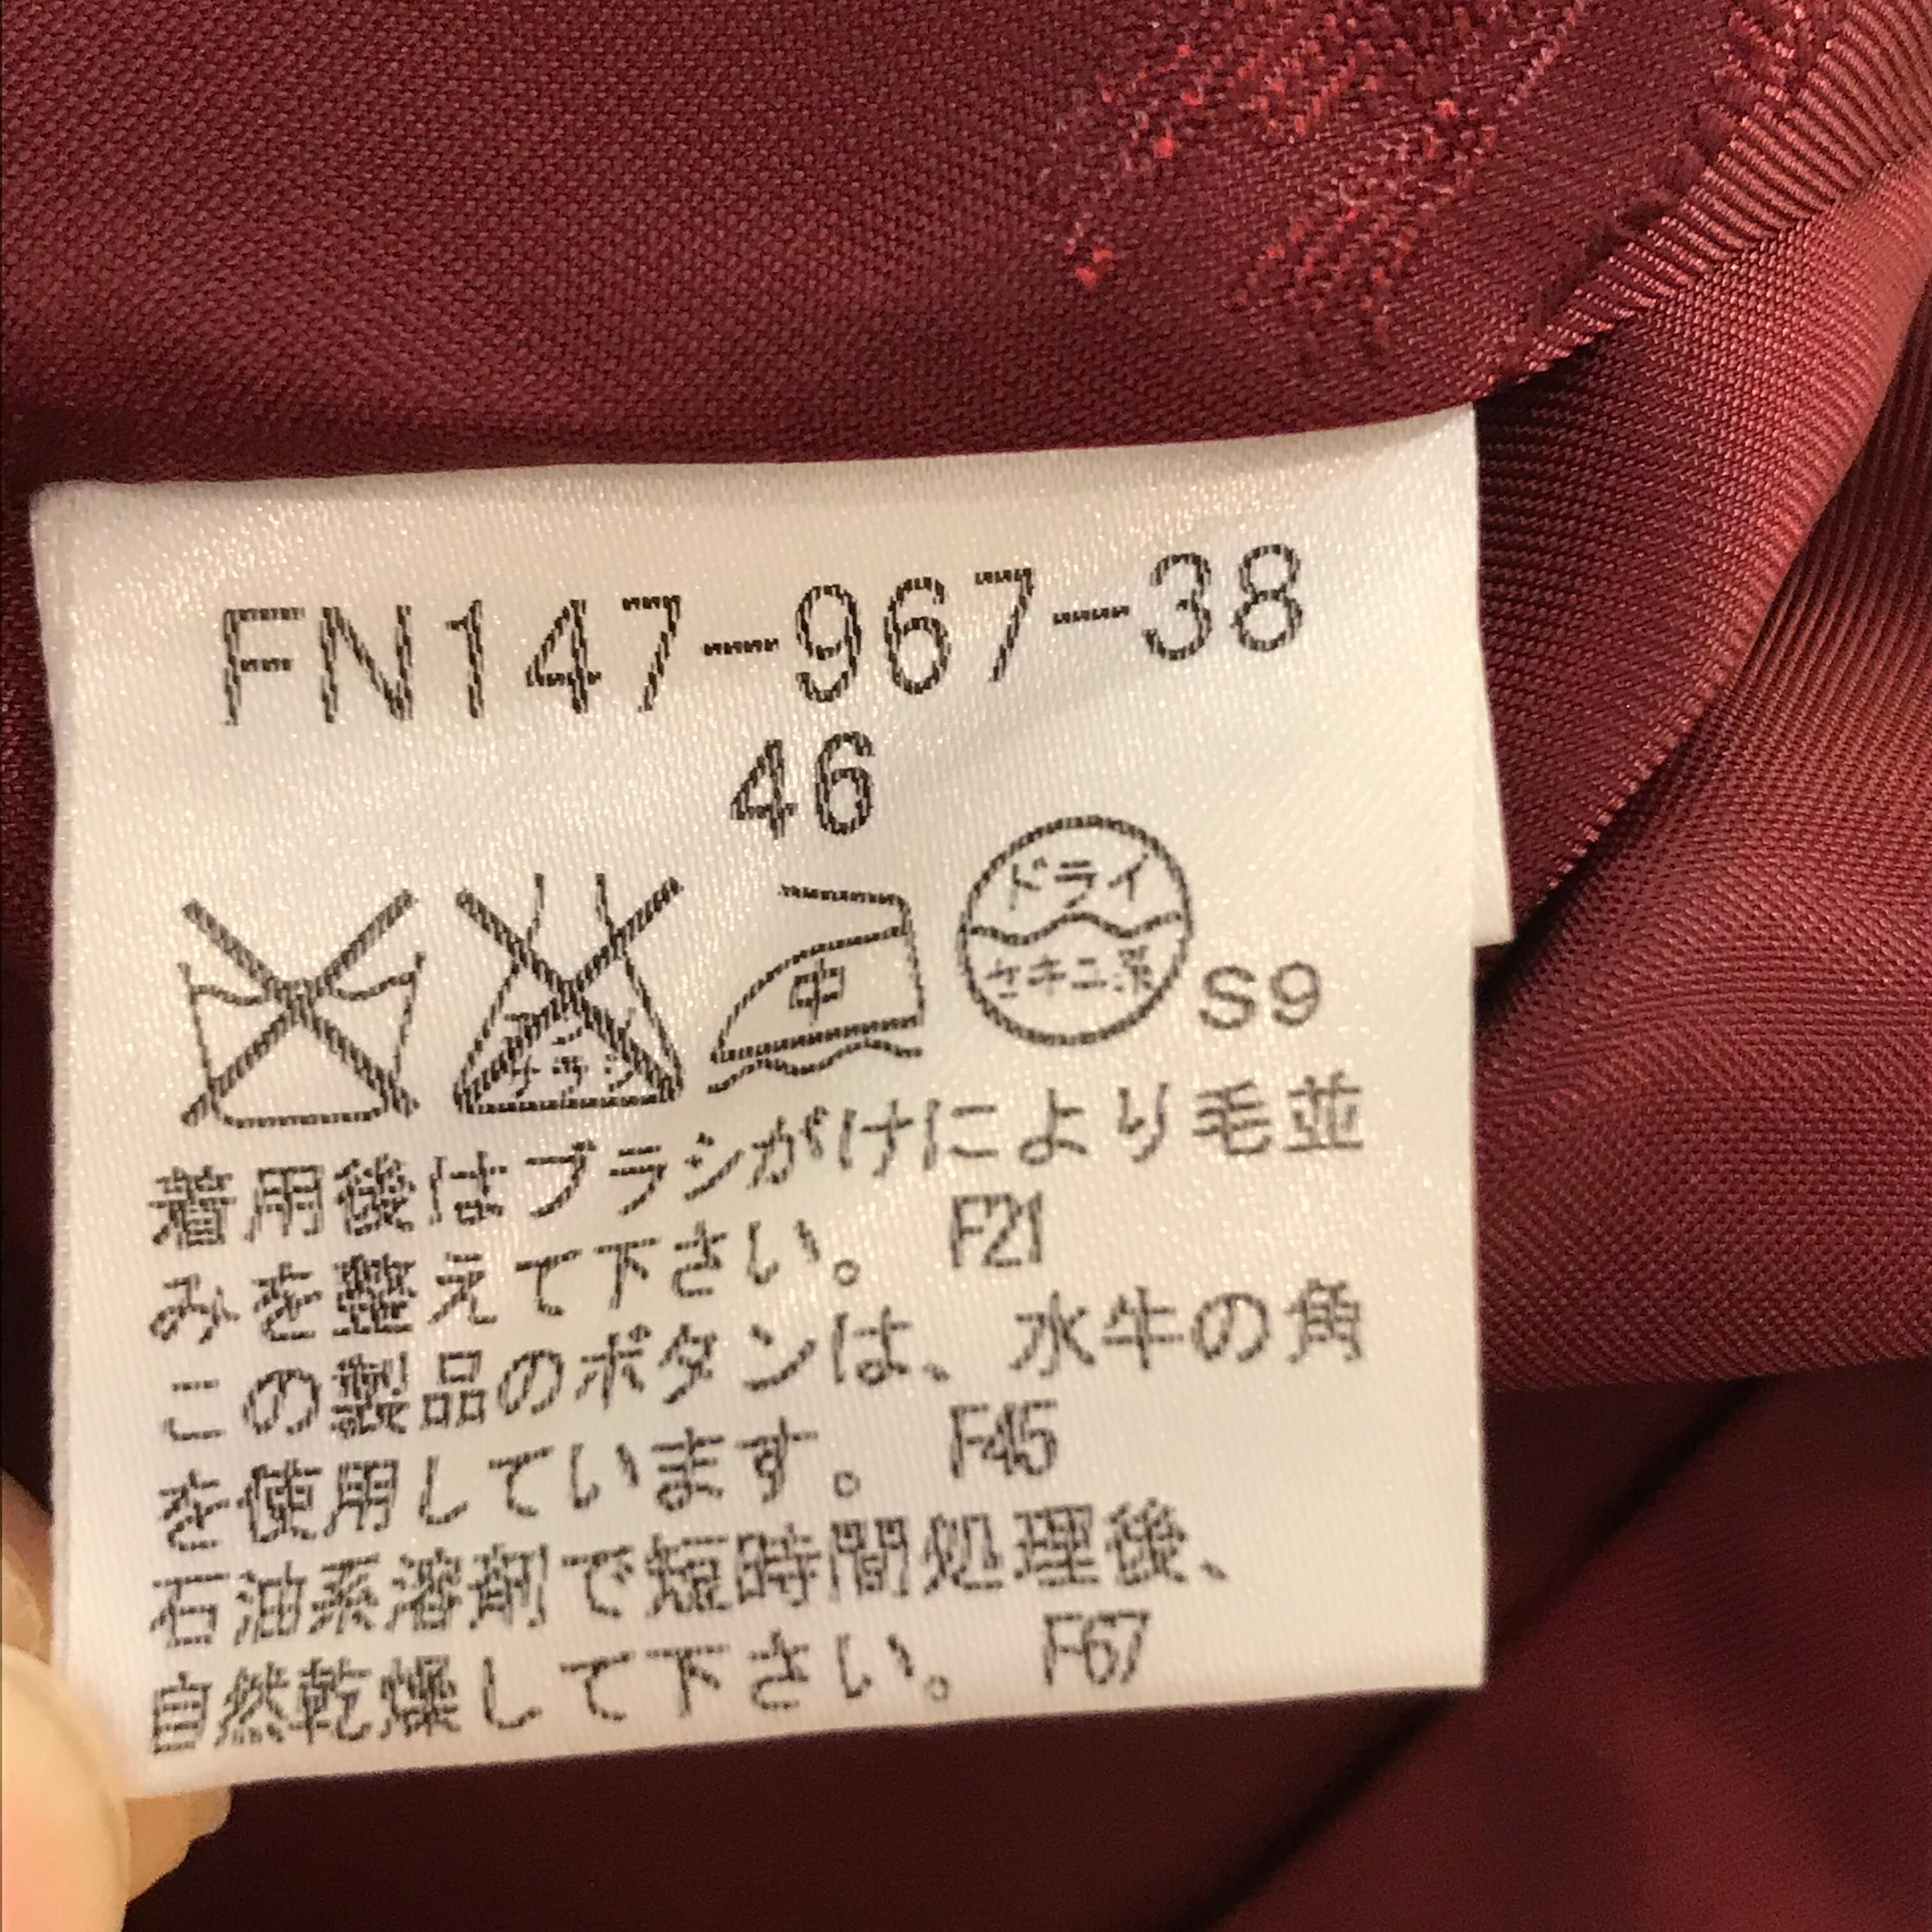 FN147-967-38
46
エンソサラシ
中
ドライ
セキユ系
S9
着用後はブラシがけにより毛並
みを整えて下さい。 F21
この製品のボタンは、水牛の角
を使用しています。 F45
石油系溶剤で短時間処理後、
自然乾燥して下さい。 F67